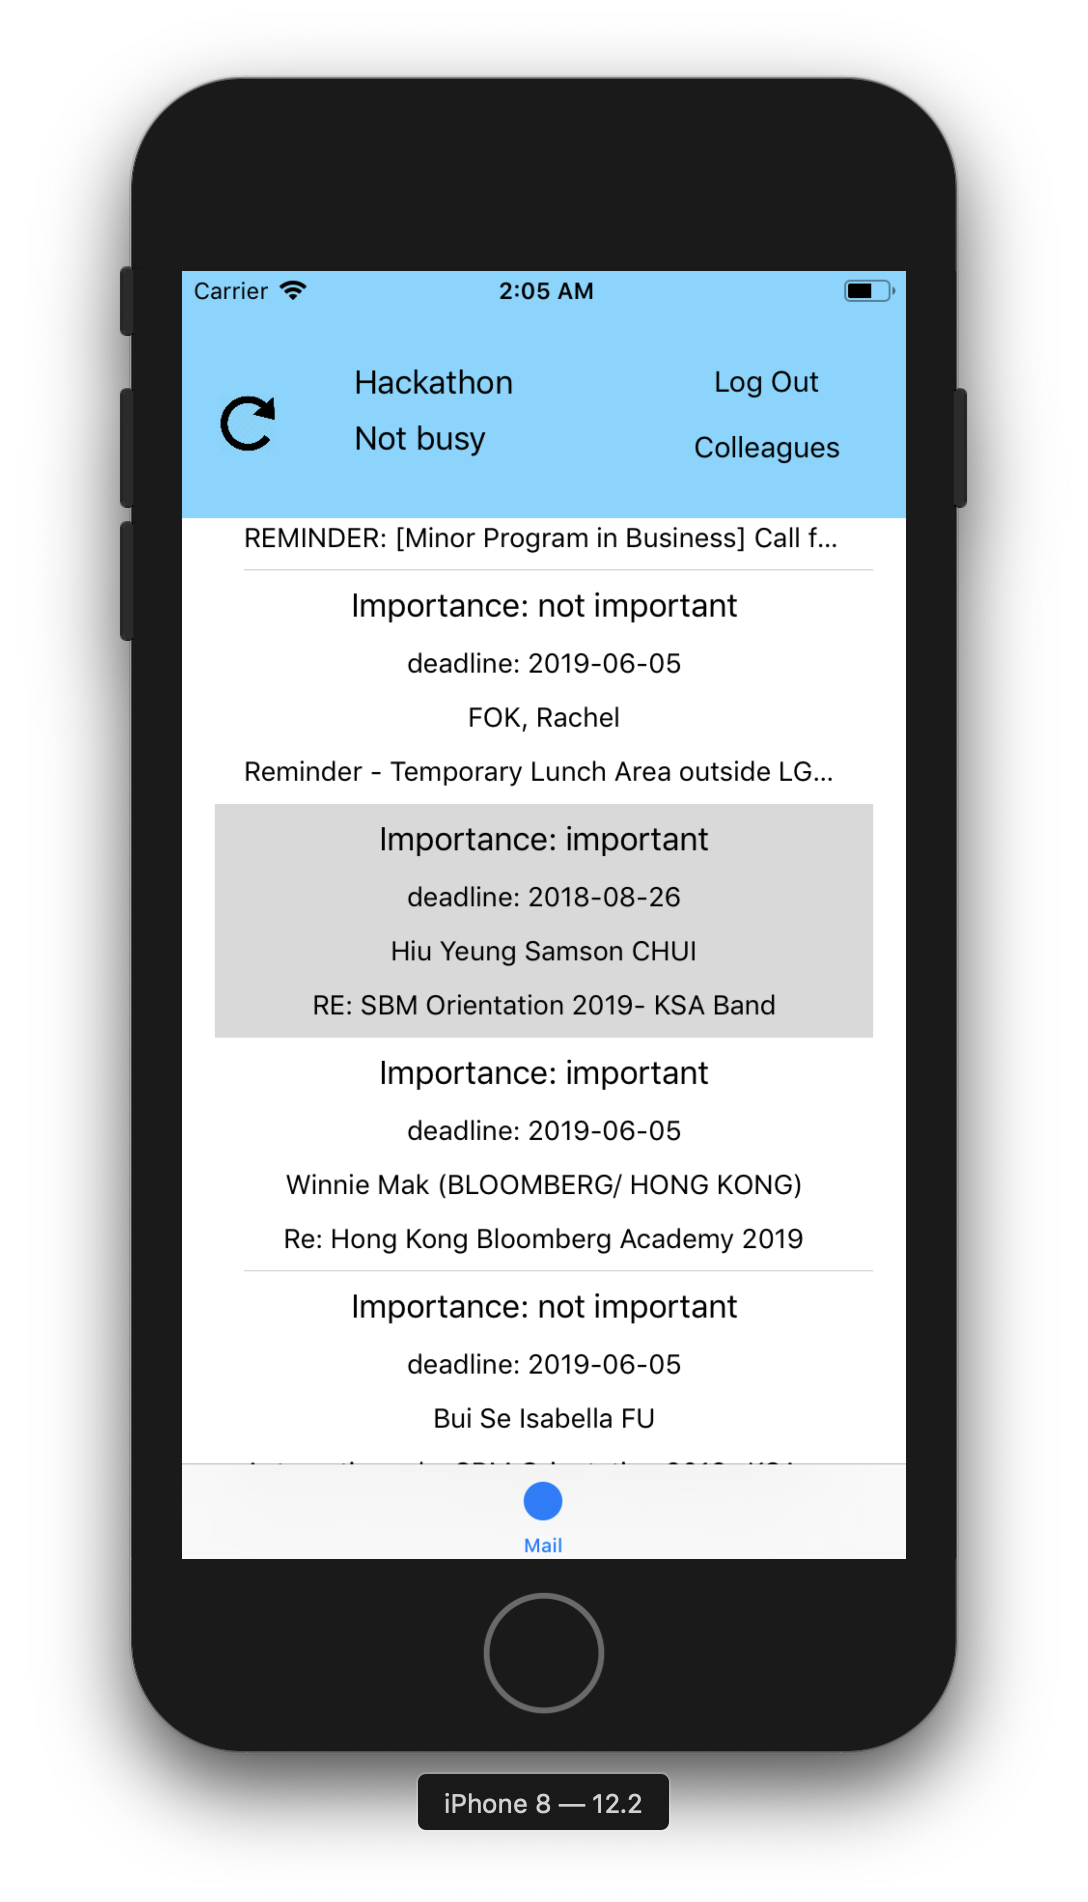 Carrier 2:05 AM
Hackathon
Log Out
Not busy
Colleagues
REMINDER: [Minor Program in Business] Call f...
Importance: not important
deadline: 2019-06-05
FOK, Rachel
Reminder - Temporary Lunch Area outside LG...
Importance: important
deadline: 2018-08-26
Hiu Yeung Samson CHUI
RE: SBM Orientation 2019- KSA Band
Importance: important
deadline: 2019-06-05
Winnie Mak (BLOOMBERG/ HONG KONG)
Re: Hong Kong Bloomberg Academy 2019
Importance: not important
deadline: 2019-06-05
Bui Se Isabella FU
Mail
iPhone 8 — 12.2